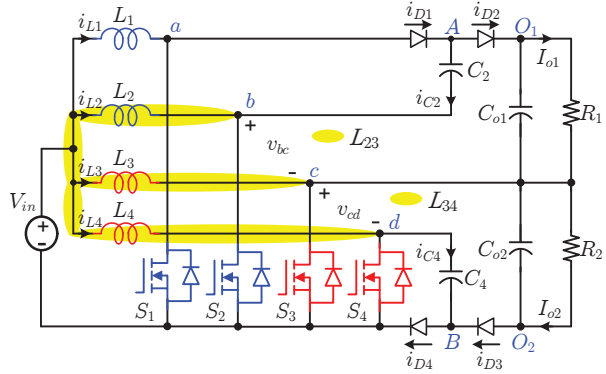 i_{L1} L_1 a i_{D1} A i_{D2} O_1
I_{o1}
i_{L2} L_2 b C_2
+ i_{C2} C_{o1} R_1
v_{bc} L_{23}
i_{L3} L_3 - c
V_{in} + L_{34}
i_{L4} L_4 v_{cd} - d
+ i_{C4} C_{o2} R_2
- C_4
S_1 S_2 S_3 S_4 I_{o2}
B O_2
i_{D4} i_{D3}